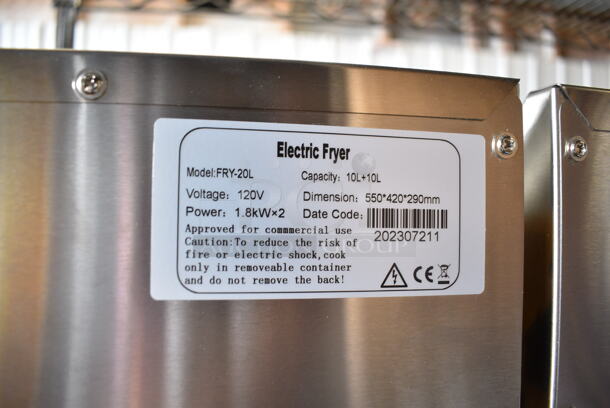 Electric Fryer
Model:FRY-20L Capacity: 10L+10L
Voltage: 120V Dimension: 550*420*290mm
Power: 1.8kW×2 Date Code:
202307211
Approved for commmercial use
Caution:To reduce the risk of
fire or electric shock,cook
only in removeable container
and do not remove the back!
CE